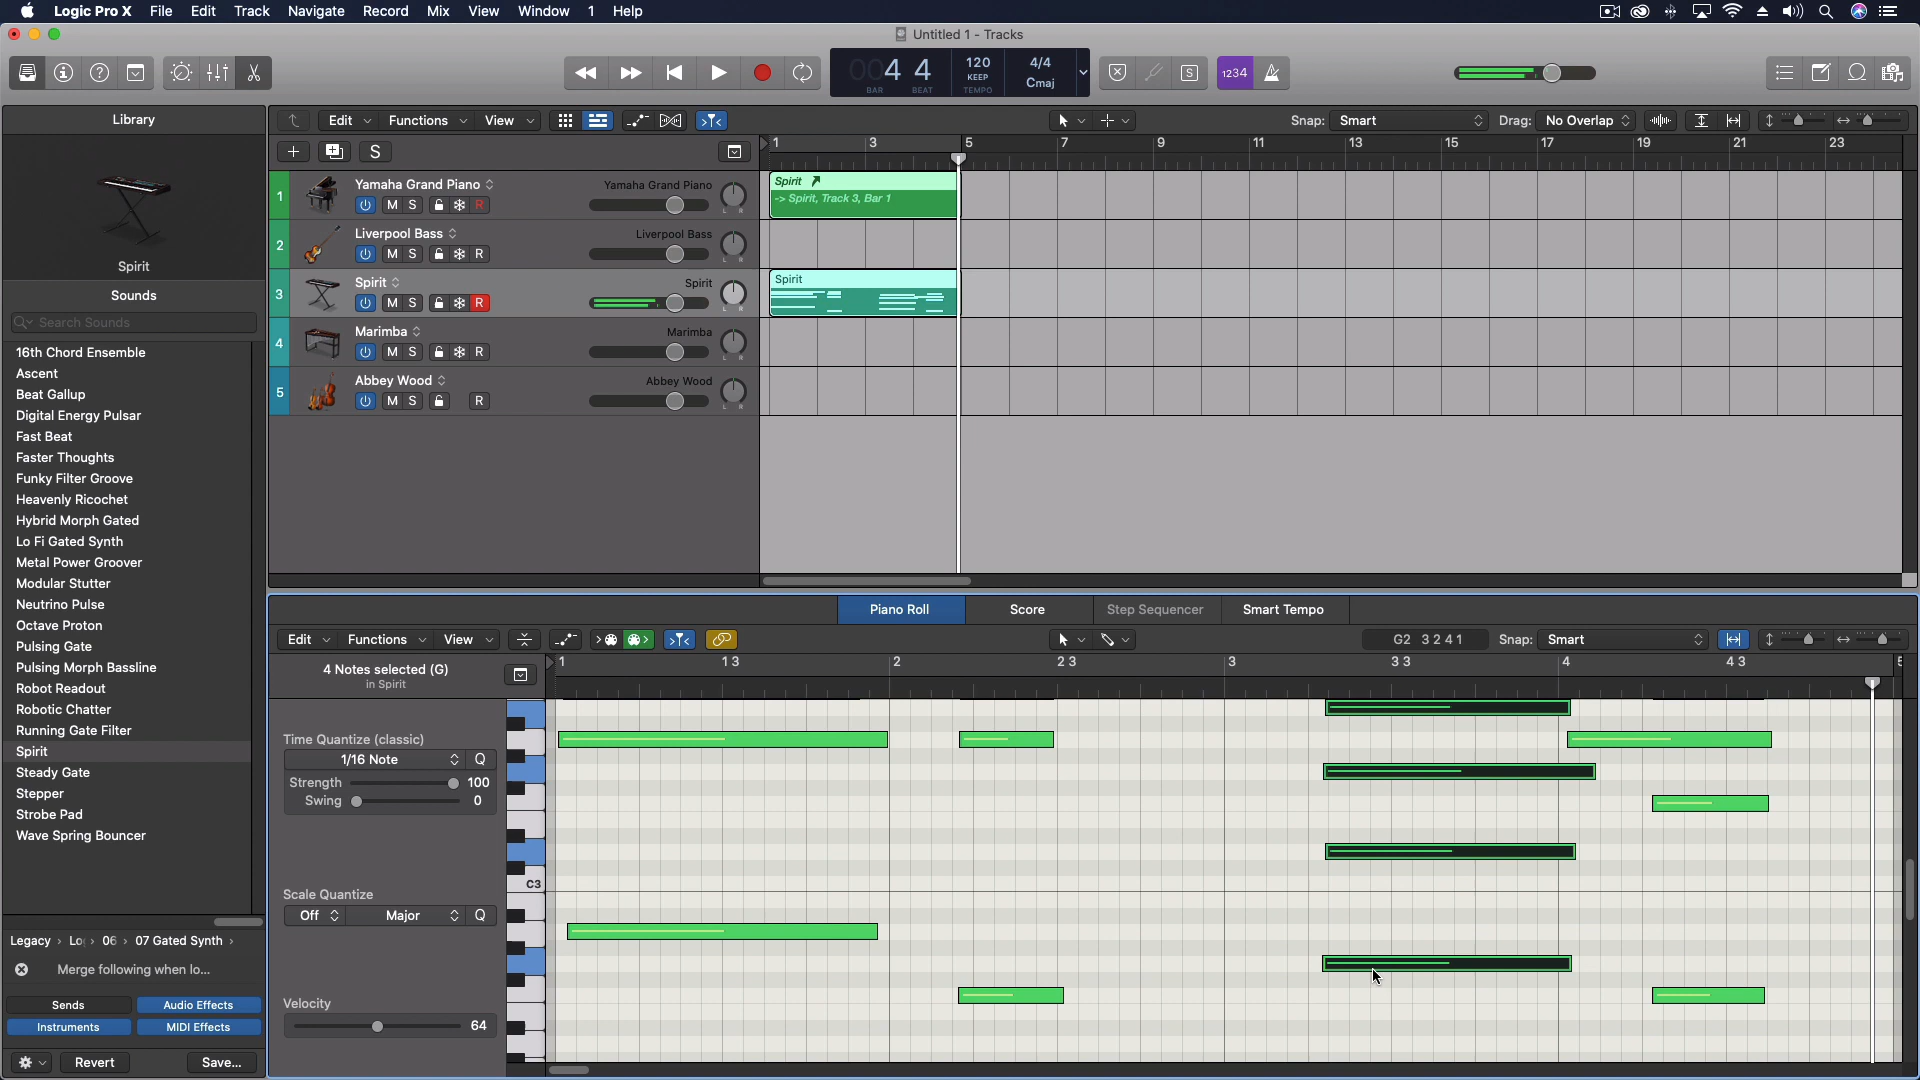 Logic Pro X File Edit Track Navigate Record Mix View Window 1 Help
Untitled 1 - Tracks
004 4
BAR BEAT
120
KEEP
TEMPO
4/4
Cmaj
S
1234
Library
Edit Functions View
Snap: Smart
Drag: No Overlap
S
1 3 5 7 9 11 13 15 17 19 21 23
Spirit
Sounds
Search Sounds
16th Chord Ensemble
Ascent
Beat Gallup
Digital Energy Pulsar
Fast Beat
Faster Thoughts
Funky Filter Groove
Heavenly Ricochet
Hybrid Morph Gated
Lo Fi Gated Synth
Metal Power Groover
Modular Stutter
Neutrino Pulse
Octave Proton
Pulsing Gate
Pulsing Morph Bassline
Robot Readout
Robotic Chatter
Running Gate Filter
Spirit
Steady Gate
Stepper
Strobe Pad
Wave Spring Bouncer
Legacy › Lo › 06 › 07 Gated Synth ›
Merge following when lo...
Sends Audio Effects
Instruments MIDI Effects
Revert Save...
1 Yamaha Grand Piano Yamaha Grand Piano
M S R L R
2 Liverpool Bass Liverpool Bass
M S R L R
3 Spirit Spirit
M S R L R
4 Marimba Marimba
M S R L R
5 Abbey Wood Abbey Wood
M S R L R
Spirit
-> Spirit, Track 3, Bar 1
Spirit
Piano Roll Score Step Sequencer Smart Tempo
Edit Functions View
G2 3 2 4 1
Snap: Smart
4 Notes selected (G)
in Spirit
1 1 3 2 2 3 3 3 3 4 4 3
Time Quantize (classic)
1/16 Note Q
Strength 100
Swing 0
C3
Scale Quantize
Off Major Q
Velocity
64